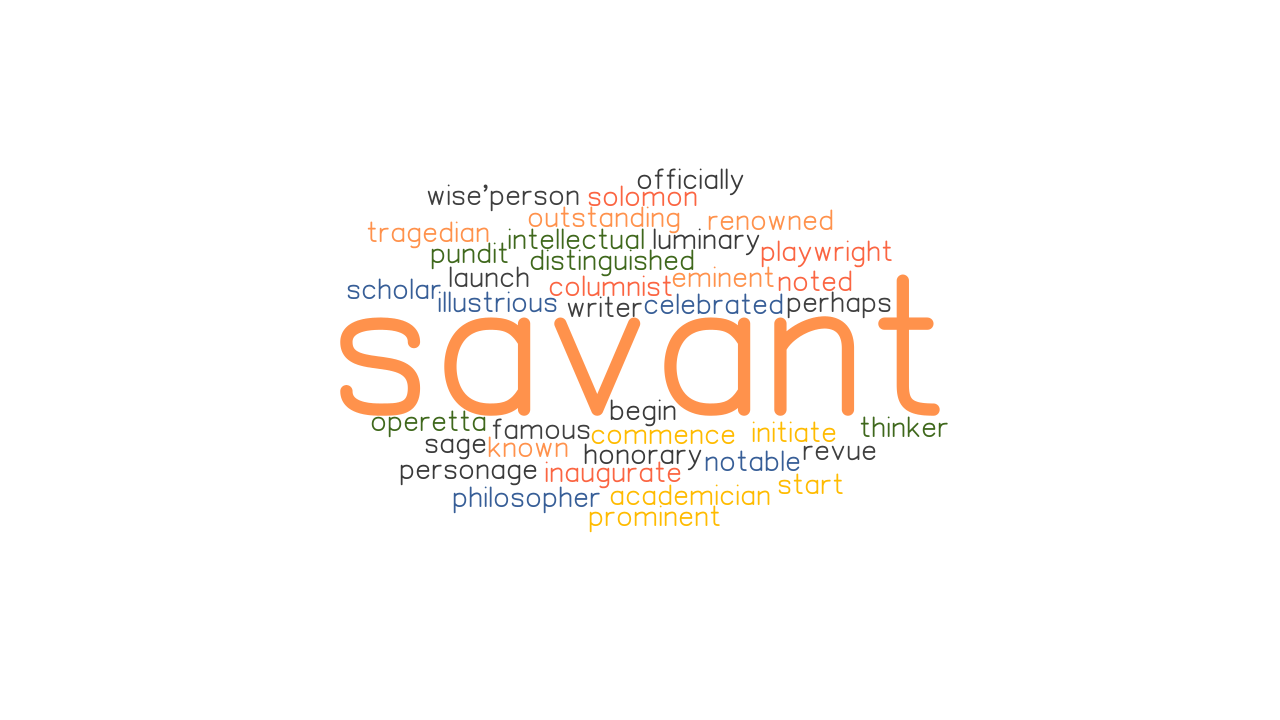 officially
wise’person solomon
outstanding renowned
tragedian
intellectual luminary
pundit distinguished playwright
launch columnist eminent noted
scholar illustrious writer celebrated perhaps
savant
begin
operetta famous commence initiate thinker
sage known honorary notable revue
personage inaugurate
philosopher academician start
prominent